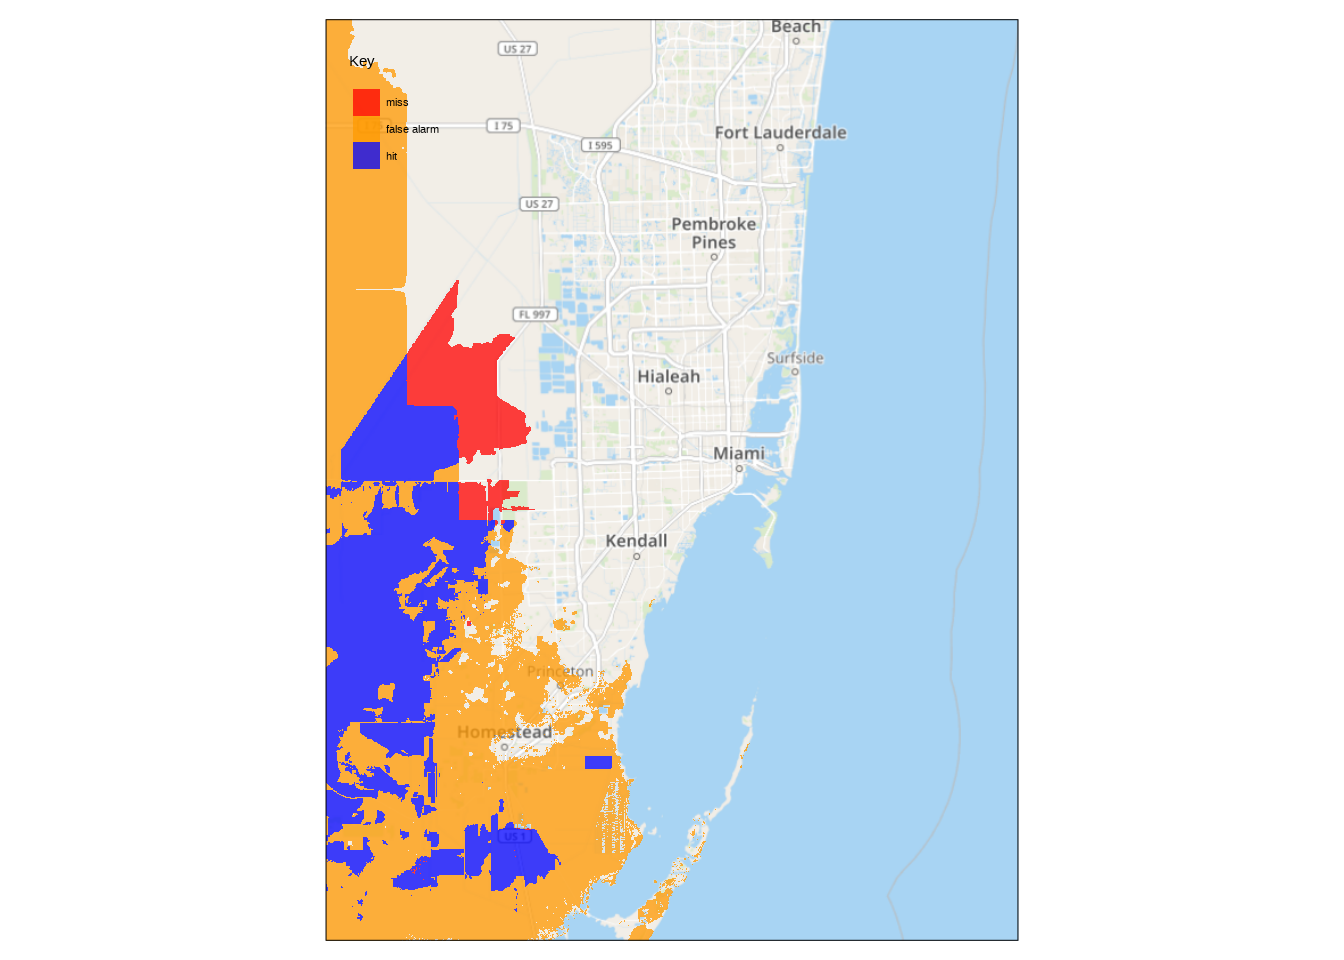 Beach
US 27
Key
miss
false alarm
hit
I 75
Fort Lauderdale
I 595
US 27
Pembroke
Pines
FL 997
Surfside
Hialeah
Miami
Kendall
Princeton
Homestead
US 1